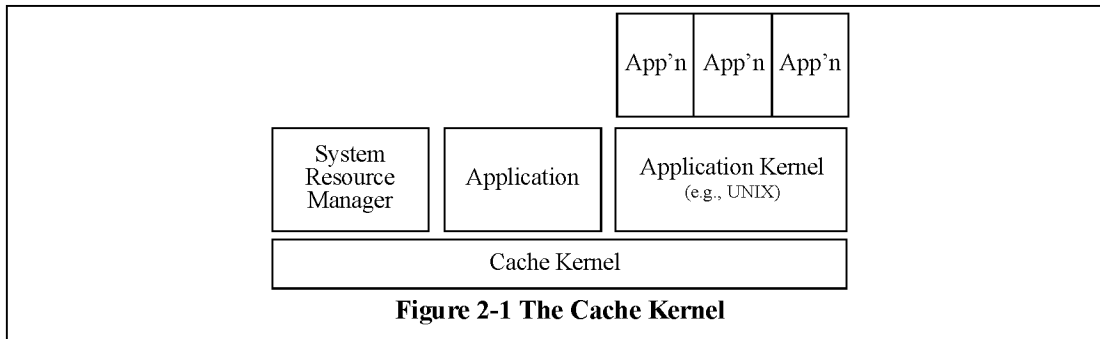 App’n App’n App’n
System
Resource
Manager
Application
Application Kernel
(e.g., UNIX)
Cache Kernel
Figure 2-1 The Cache Kernel